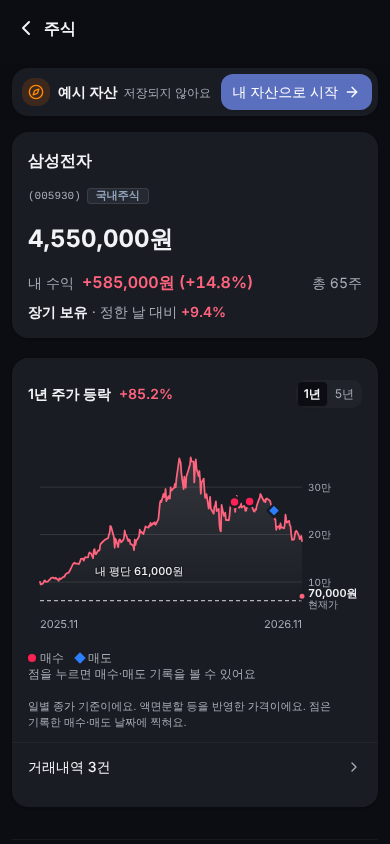 주식
예시 자산 저장되지 않아요 내 자산으로 시작 →
삼성전자
(005930) 국내주식
4,550,000원
내 수익 +585,000원 (+14.8%) 총 65주
장기 보유 · 정한 날 대비 +9.4%
1년 주가 등락 +85.2% 1년 5년
30만
20만
내 평단 61,000원
10만
70,000원
현재가
2025.11 2026.11
매수 매도
점을 누르면 매수·매도 기록을 볼 수 있어요
일별 종가 기준이에요. 액면분할 등을 반영한 가격이에요. 점은
기록한 매수·매도 날짜에 찍혀요.
거래내역 3건